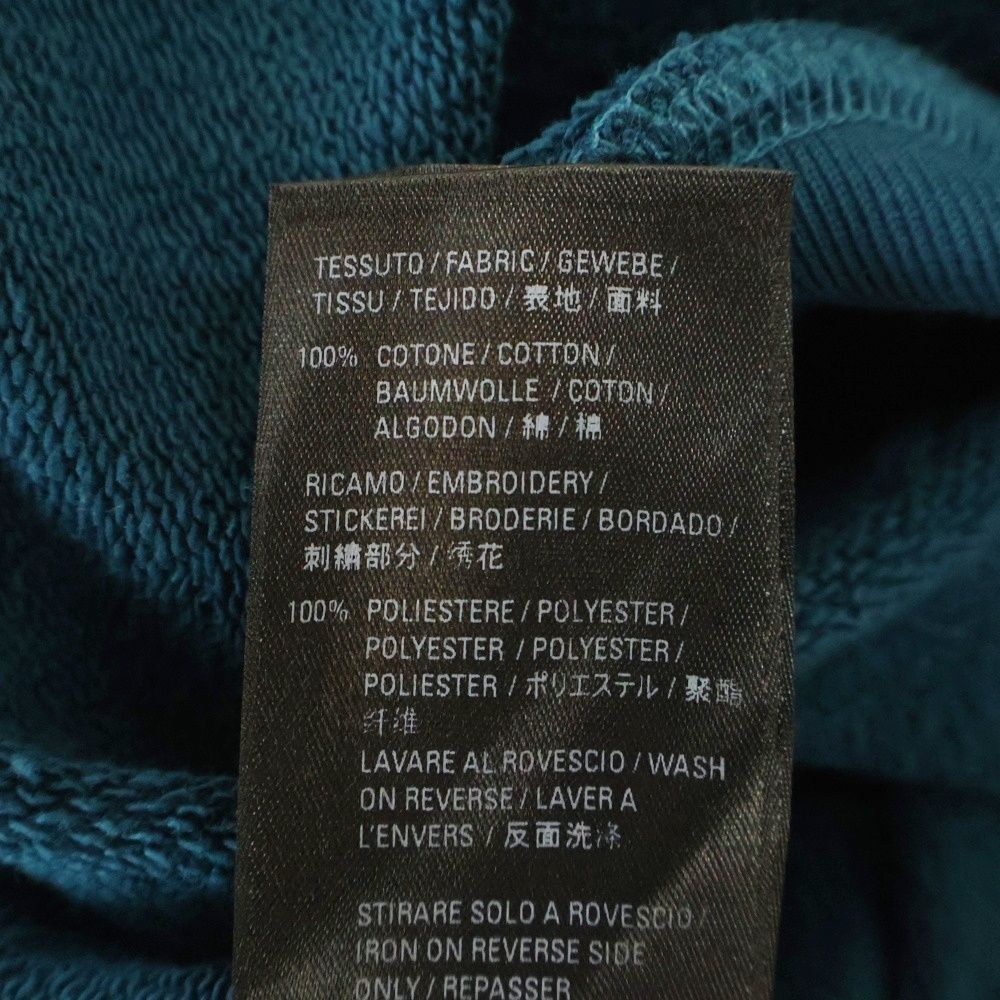 TESSUTO / FABRIC / GEWEBE /
TISSU / TEJIDO / 表地 / 面料
100% COTONE / COTTON /
BAUMWOLLE / COTON /
ALGODON / 綿 / 棉
RICAMO / EMBROIDERY /
STICKEREI / BRODERIE / BORDADO /
刺繍部分 / 绣花
100% POLIESTERE / POLYESTER /
POLYESTER / POLYESTER /
POLIESTER / ポリエステル / 聚酯
纤维
LAVARE AL ROVESCIO / WASH
ON REVERSE / LAVER A
L'ENVERS / 反面洗涤
STIRARE SOLO A ROVESCIO /
IRON ON REVERSE SIDE
ONLY / REPASSER